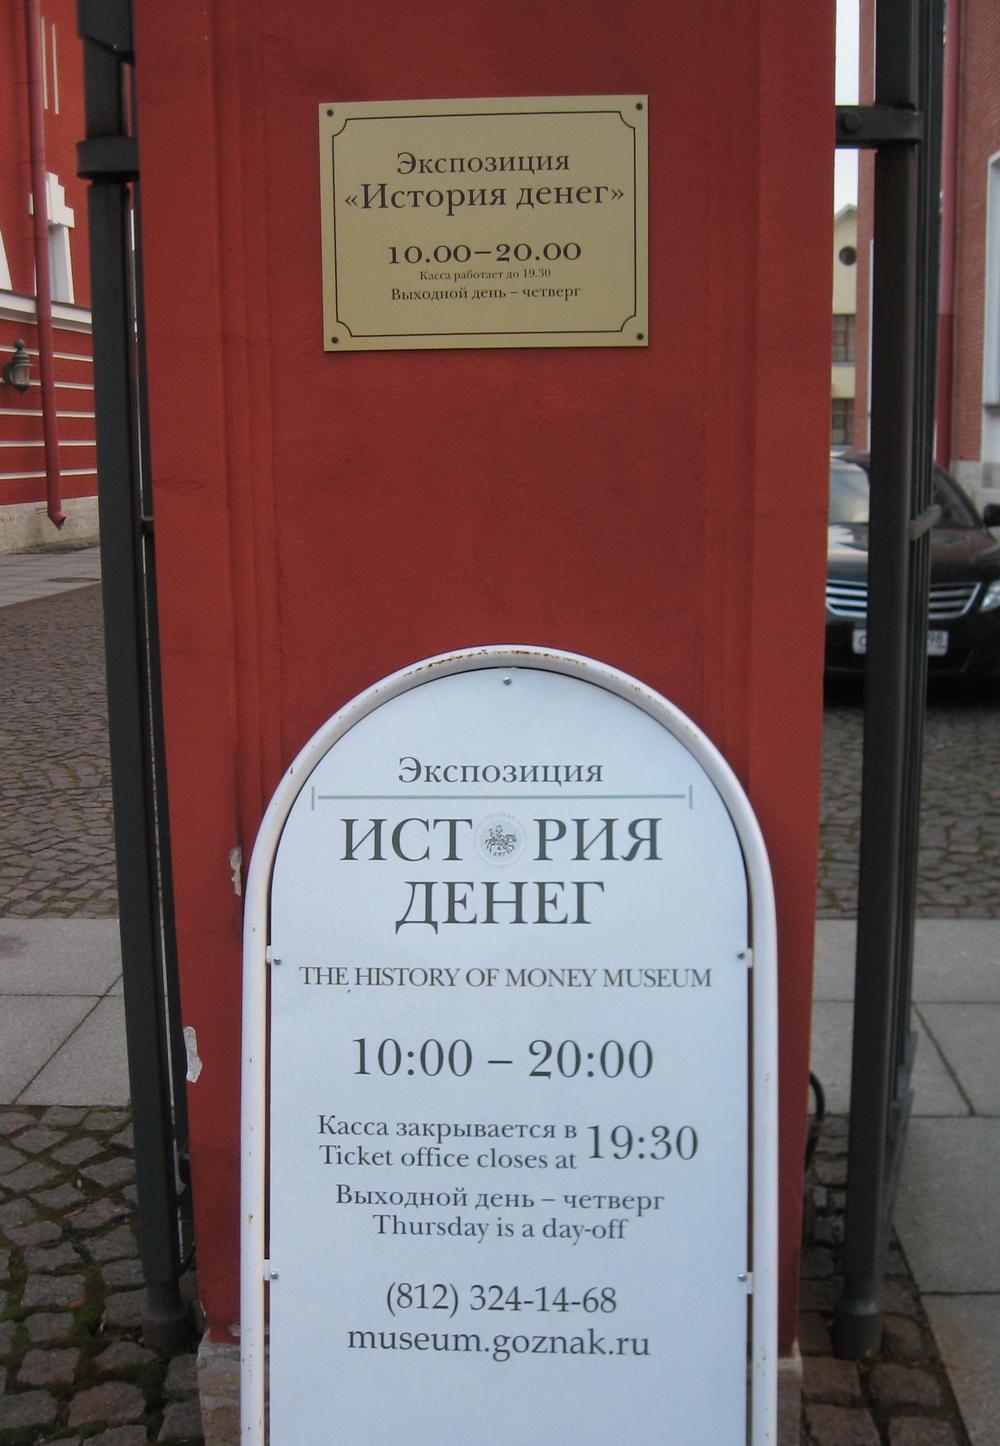 Экспозиция
«История денег»
10.00–20.00
Касса работает до 19.30
Выходной день – четверг
Экспозиция
ИСТОРИЯ
ДЕНЕГ
THE HISTORY OF MONEY MUSEUM
10:00 – 20:00
Касса закрывается в 19:30
Ticket office closes at
Выходной день – четверг
Thursday is a day-off
(812) 324-14-68
museum.goznak.ru